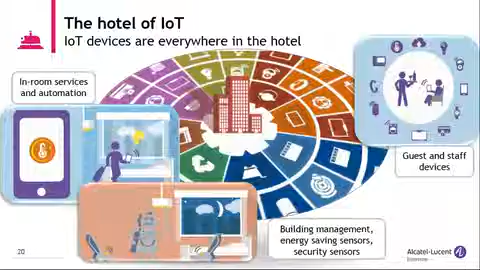 The hotel of IoT
IoT devices are everywhere in the hotel
In-room services
and automation
Guest and staff
devices
Building management,
energy saving sensors,
security sensors
20
Alcatel-Lucent
Enterprise